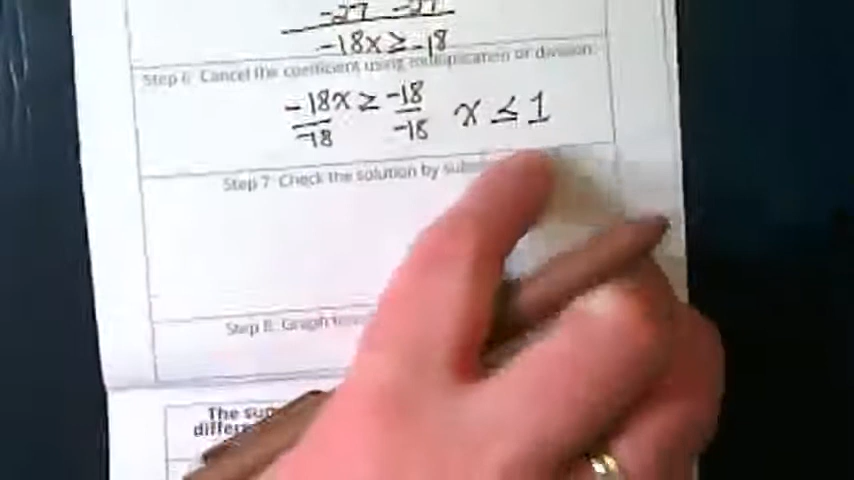 -27 -27
-18x ≥ -18
Step 6: Cancel the coefficient using multiplication or division.
-18x ≥ -18 x ≤ 1
-18 -18
Step 7: Check the solution by
Step 8: Graph
The